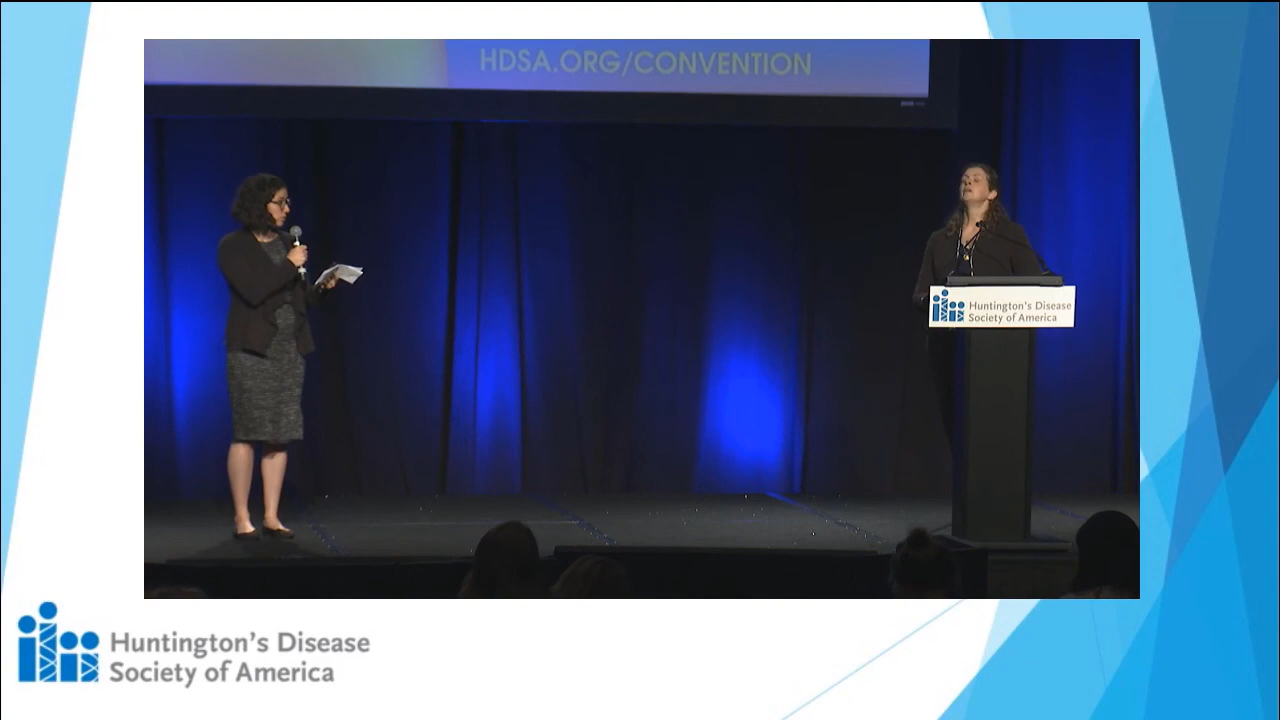 HDSA.ORG/CONVENTION
Huntington's Disease
Society of America
Huntington's Disease
Society of America